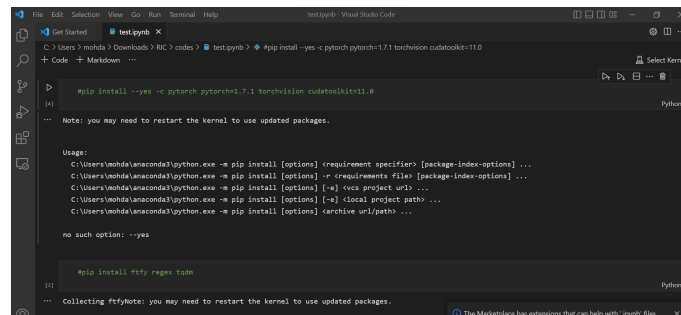 File Edit Selection View Go Run Terminal Help
test.ipynb - Visual Studio Code
Get Started
test.ipynb
C: > Users > mohda > Downloads > RIC > codes > test.ipynb > #pip install --yes -c pytorch pytorch=1.7.1 torchvision cudatoolkit=11.0
+ Code + Markdown ...
Select Kern
#pip install --yes -c pytorch pytorch=1.7.1 torchvision cudatoolkit=11.0
[4]
Python
... Note: you may need to restart the kernel to use updated packages.
Usage:
C:\Users\mohda\anaconda3\python.exe -m pip install [options] <requirement specifier> [package-index-options] ...
C:\Users\mohda\anaconda3\python.exe -m pip install [options] -r <requirements file> [package-index-options] ...
C:\Users\mohda\anaconda3\python.exe -m pip install [options] [-e] <vcs project url> ...
C:\Users\mohda\anaconda3\python.exe -m pip install [options] [-e] <local project path> ...
C:\Users\mohda\anaconda3\python.exe -m pip install [options] <archive url/path> ...
no such option: --yes
#pip install ftfy regex tqdm
[2]
Python
... Collecting ftfyNote: you may need to restart the kernel to use updated packages.
The Marketplace has extensions that can help with '.ipynb' files